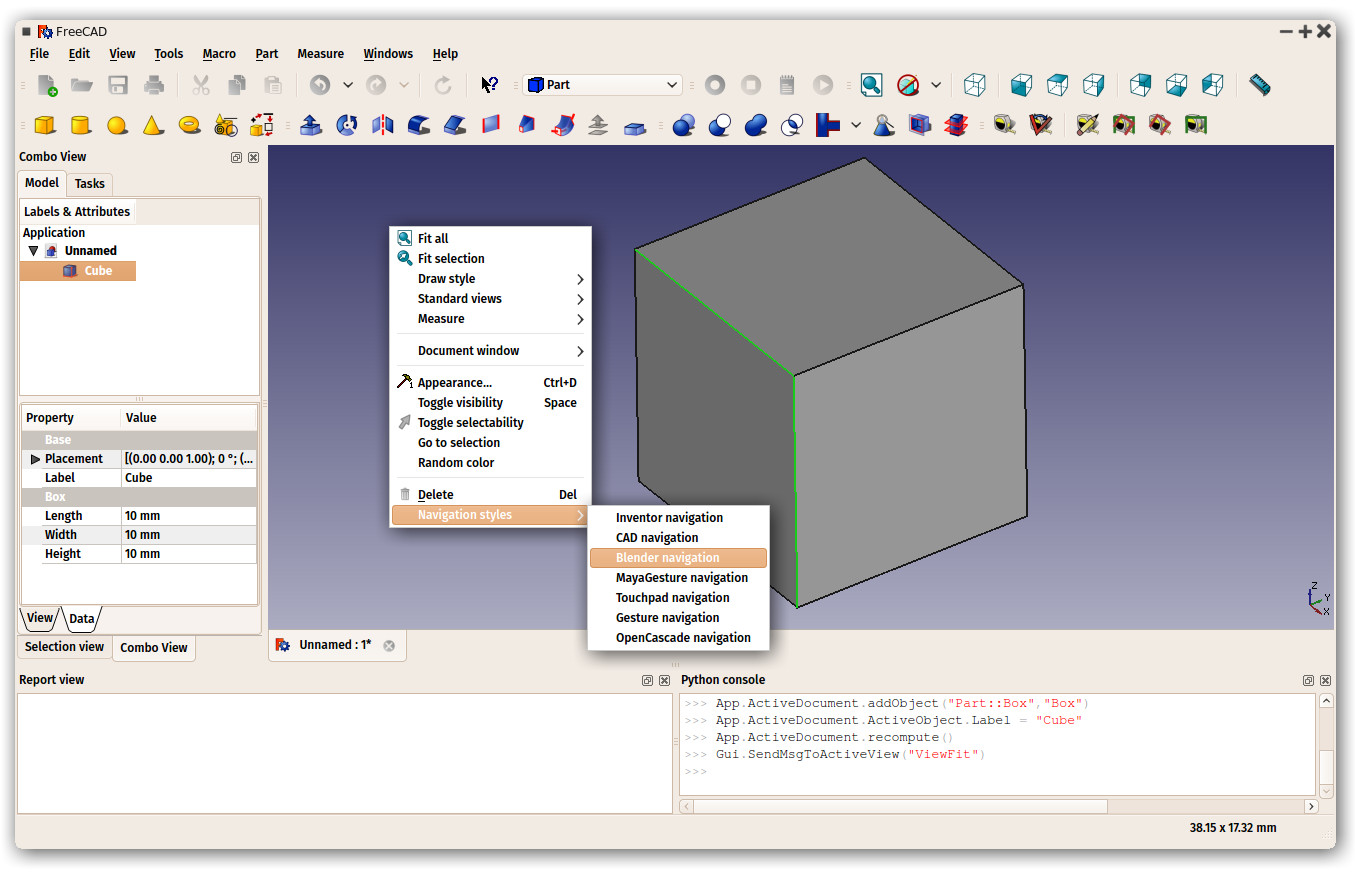 FreeCAD
File Edit View Tools Macro Part Measure Windows Help
Part
Combo View
Model Tasks
Labels & Attributes
Application
Unnamed
Cube
Property Value
Base
Placement [(0.00 0.00 1.00); 0 °; (...
Label Cube
Box
Length 10 mm
Width 10 mm
Height 10 mm
View Data
Selection view Combo View
Fit all
Fit selection
Draw style
Standard views
Measure
Document window
Appearance... Ctrl+D
Toggle visibility Space
Toggle selectability
Go to selection
Random color
Delete Del
Navigation styles
Inventor navigation
CAD navigation
Blender navigation
MayaGesture navigation
Touchpad navigation
Gesture navigation
OpenCascade navigation
Z
Y
X
Unnamed : 1*
Report view
Python console
>>> App.ActiveDocument.addObject("Part::Box","Box")
>>> App.ActiveDocument.ActiveObject.Label = "Cube"
>>> App.ActiveDocument.recompute()
>>> Gui.SendMsgToActiveView("ViewFit")
>>>
38.15 x 17.32 mm